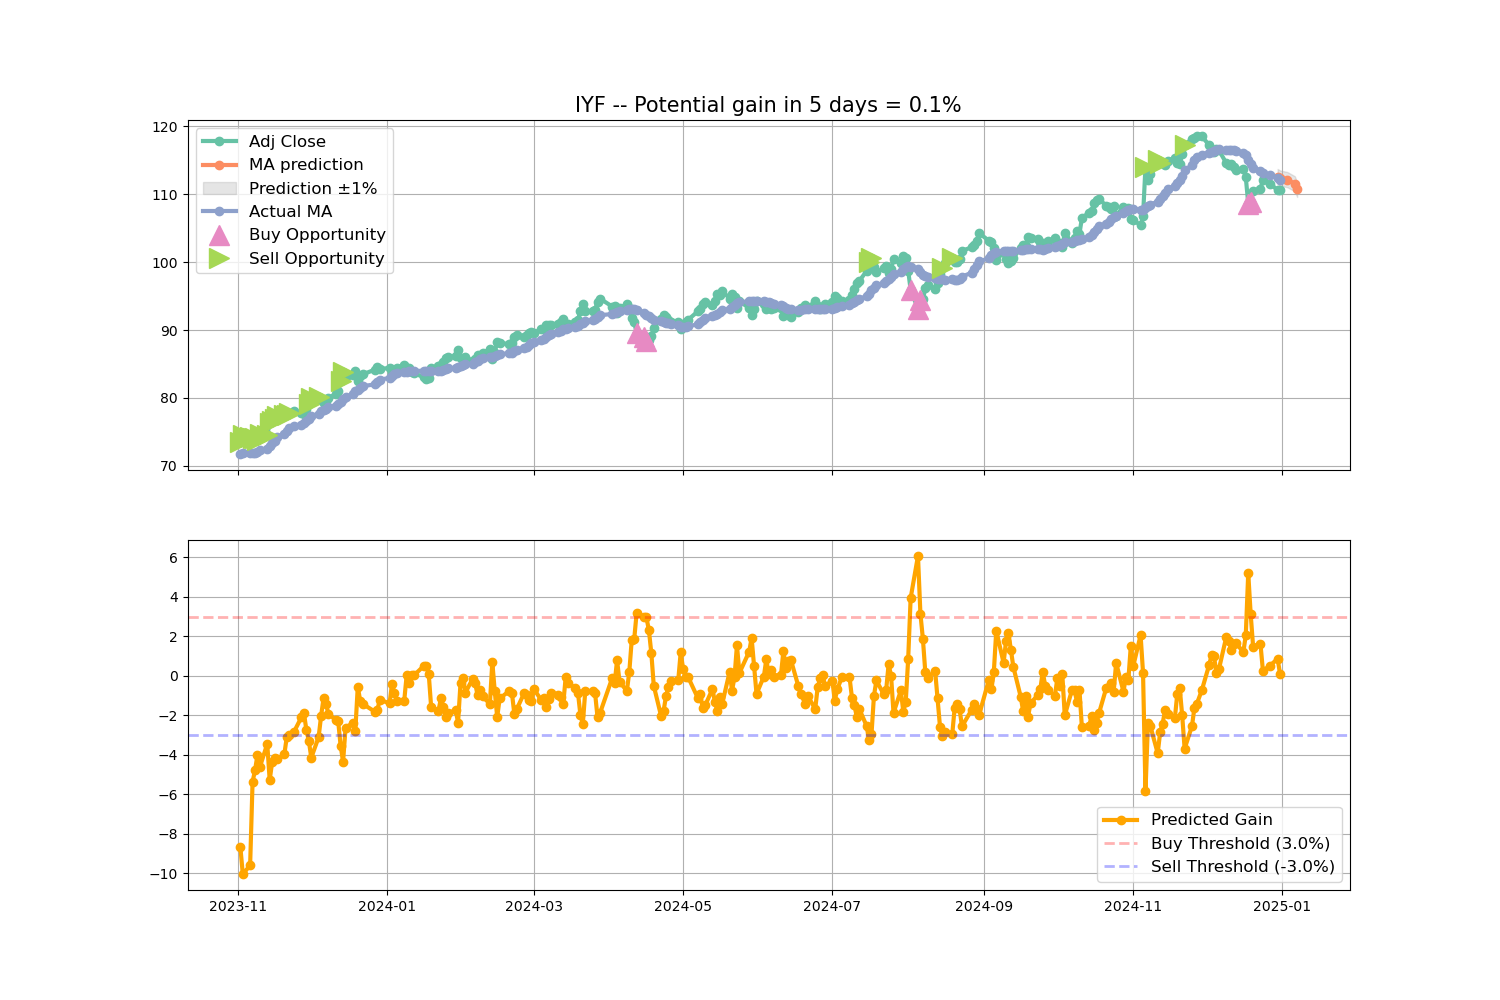 IYF -- Potential gain in 5 days = 0.1%
120
110
100
90
80
70
Adj Close
MA prediction
Prediction ±1%
Actual MA
Buy Opportunity
Sell Opportunity
6
4
2
0
−2
−4
−6
−8
−10
Predicted Gain
Buy Threshold (3.0%)
Sell Threshold (-3.0%)
2023-11
2024-01
2024-03
2024-05
2024-07
2024-09
2024-11
2025-01